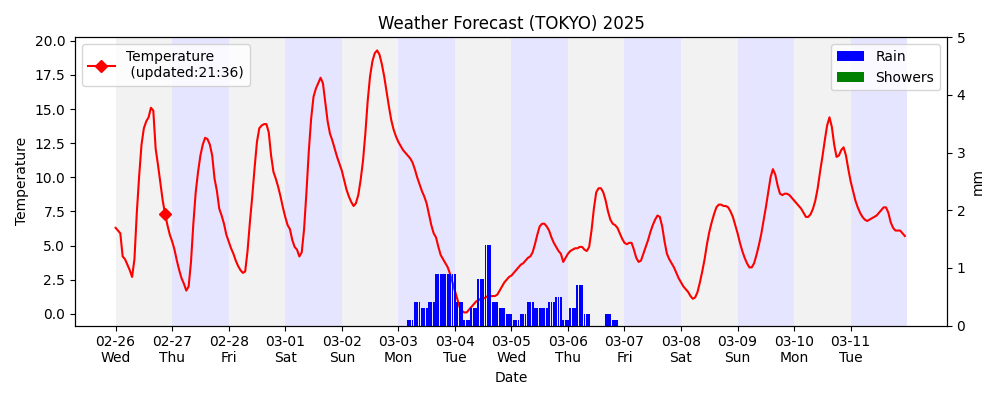 Weather Forecast (TOKYO) 2025
Temperature
(updated:21:36)
Rain
Showers
20.0
17.5
15.0
12.5
10.0
7.5
5.0
2.5
0.0
Temperature
5
4
3
2
1
0
mm
02-26 02-27 02-28 03-01 03-02 03-03 03-04 03-05 03-06 03-07 03-08 03-09 03-10 03-11
Wed Thu Fri Sat Sun Mon Tue Wed Thu Fri Sat Sun Mon Tue
Date